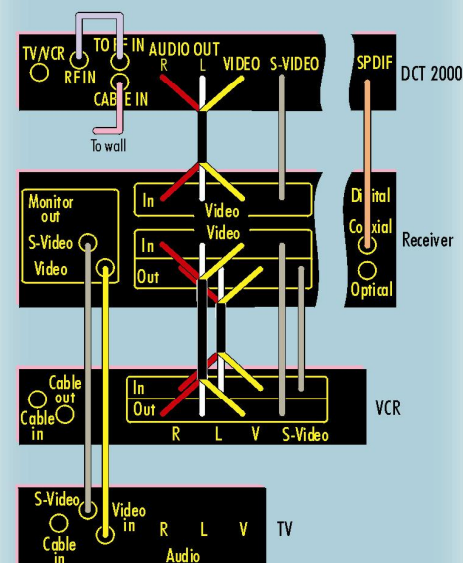 TV/VCR
RF IN
TO RF IN
CABLE IN
To wall
AUDIO OUT
R L VIDEO S-VIDEO
SPDIF
DCT 2000
Monitor out
S-Video
Video
In
Video
Video
In
Out
Digital
Coaxial
Optical
Receiver
Cable out
Cable in
In
Out
R L V S-Video
VCR
S-Video
Cable in
Video in
R L V
Audio
TV